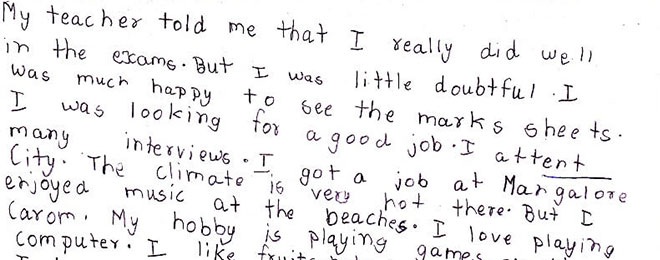 My teacher told me that I really did well
in the exams. But I was little doubtful. I
was much happy to see the marks sheets.
I was looking for a good job. I attent
many interviews. I got a job at Mangalore
City. The climate is very hot there. But I
enjoyed music at the beaches. I love playing
Carom. My hobby is playing games
computer. I like fruits